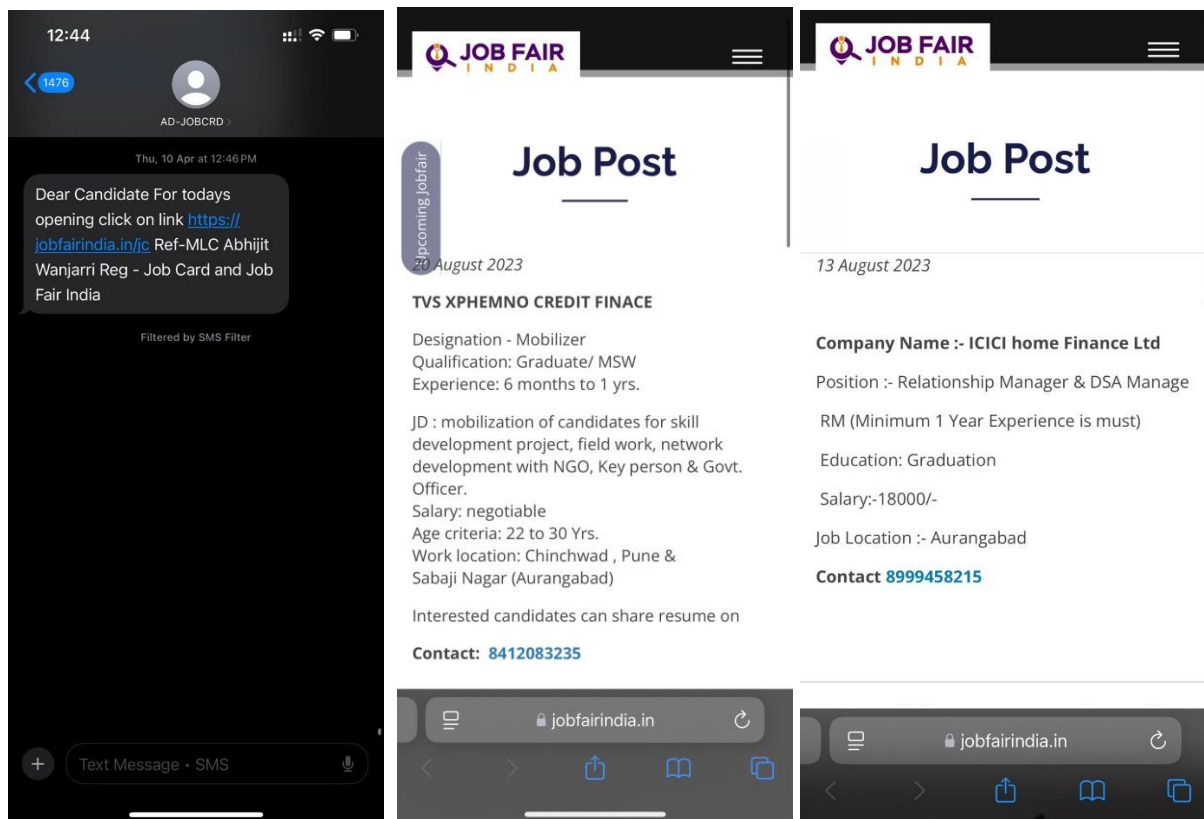 12:44
1476
AD-JOBCRD
Thu, 10 Apr at 12:46 PM
Dear Candidate For todays
opening click on link https://
jobfairindia.in/jc Ref-MLC Abhijit
Wanjarri Reg - Job Card and Job
Fair India
Filtered by SMS Filter
Text Message • SMS
JOB FAIR
INDIA
Job Post
Upcoming Jobfair
20 August 2023
TVS XPHEMNO CREDIT FINACE
Designation - Mobilizer
Qualification: Graduate/ MSW
Experience: 6 months to 1 yrs.
JD : mobilization of candidates for skill
development project, field work, network
development with NGO, Key person & Govt.
Officer.
Salary: negotiable
Age criteria: 22 to 30 Yrs.
Work location: Chinchwad , Pune &
Sabaji Nagar (Aurangabad)
Interested candidates can share resume on
Contact: 8412083235
jobfairindia.in
JOB FAIR
INDIA
Job Post
13 August 2023
Company Name :- ICICI home Finance Ltd
Position :- Relationship Manager & DSA Manage
RM (Minimum 1 Year Experience is must)
Education: Graduation
Salary:-18000/-
Job Location :- Aurangabad
Contact 8999458215
jobfairindia.in